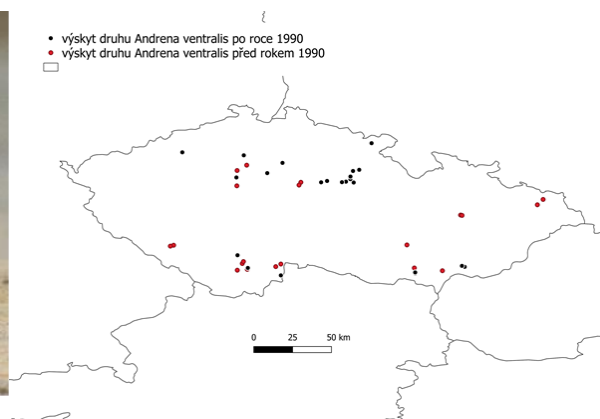 výskyt druhu Andrena ventralis po roce 1990
výskyt druhu Andrena ventralis před rokem 1990
0 25 50 km